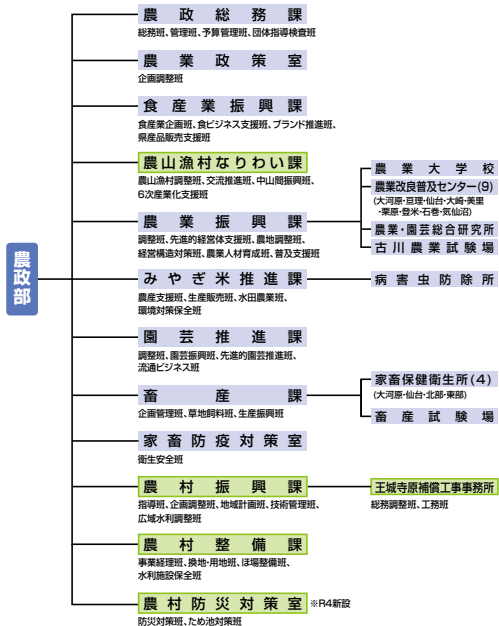 農政部
農政総務課
総務班、管理班、予算管理班、団体指導検査班
農業政策室
企画調整班
食産業振興課
食産業企画班、食ビジネス支援班、ブランド推進班、
県産品販売支援班
農山漁村なりわい課
農山漁村調整班、交流推進班、中山間振興班、
6次産業化支援班
農業振興課
調整班、先進的経営体支援班、農地調整班、
経営構造対策班、農業人材育成班、普及支援班
農業大学校
農業改良普及センター(9)
(大河原・亘理・仙台・大崎・美里
・栗原・登米・石巻・気仙沼)
農業・園芸総合研究所
古川農業試験場
みやぎ米推進課
農産支援班、生産販売班、水田農業班、
環境対策保全班
病害虫防除所
園芸推進課
調整班、園芸振興班、先進的園芸推進班、
流通ビジネス班
畜産課
企画管理班、草地飼料班、生産振興班
家畜保健衛生所(4)
(大河原・仙台・北部・東部)
畜産試験場
家畜防疫対策室
衛生安全班
農村振興課
指導班、企画調整班、地域計画班、技術管理班、
広域水利調整班
王城寺原補償工事事務所
総務調整班、工務班
農村整備課
事業経理班、換地・用地班、ほ場整備班、
水利施設保全班
農村防災対策室 ※R4新設
防災対策班、ため池対策班